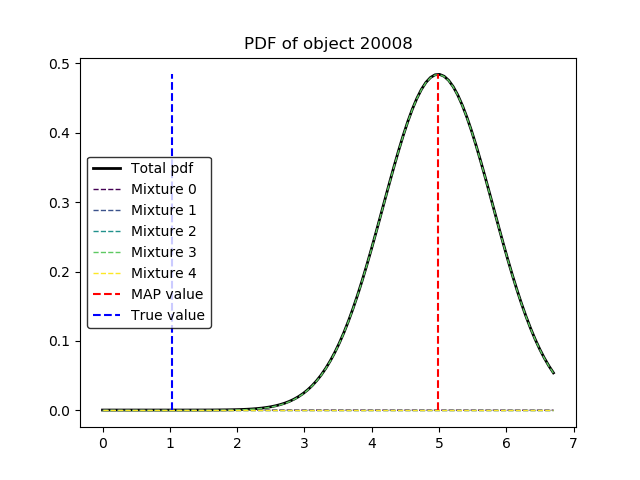 PDF of object 20008
0.5
0.4
0.3
0.2
0.1
0.0
Total pdf
Mixture 0
Mixture 1
Mixture 2
Mixture 3
Mixture 4
MAP value
True value
0 1 2 3 4 5 6 7